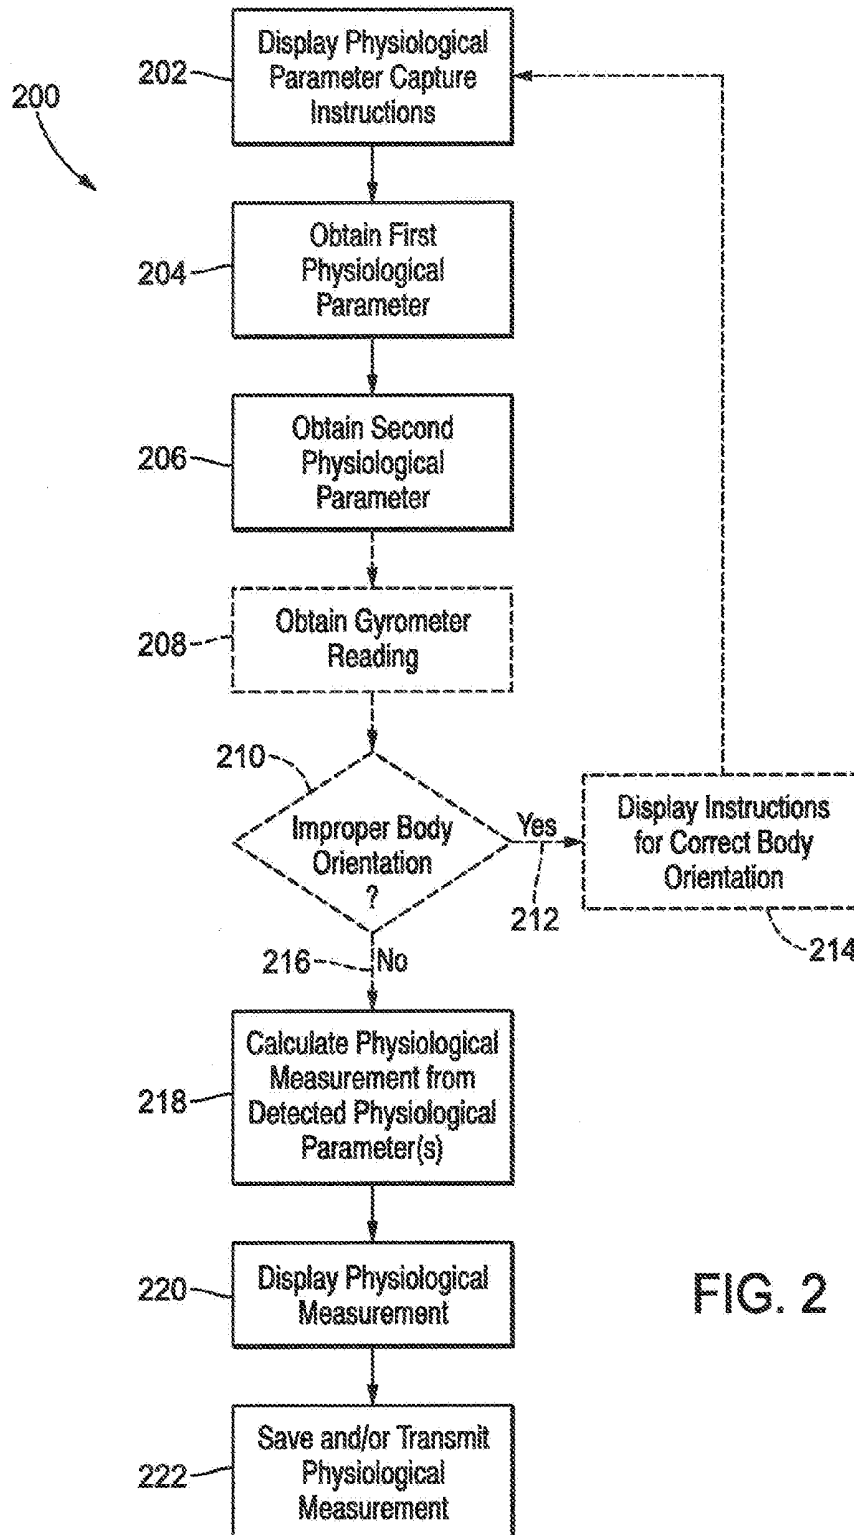 200
202
Display Physiological
Parameter Capture
Instructions
204
Obtain First
Physiological
Parameter
206
Obtain Second
Physiological
Parameter
208
Obtain Gyrometer
Reading
210
Improper Body
Orientation
?
Yes
212
Display Instructions
for Correct Body
Orientation
214
216
No
218
Calculate Physiological
Measurement from
Detected Physiological
Parameter(s)
220
Display Physiological
Measurement
222
Save and/or Transmit
Physiological
Measurement
FIG. 2